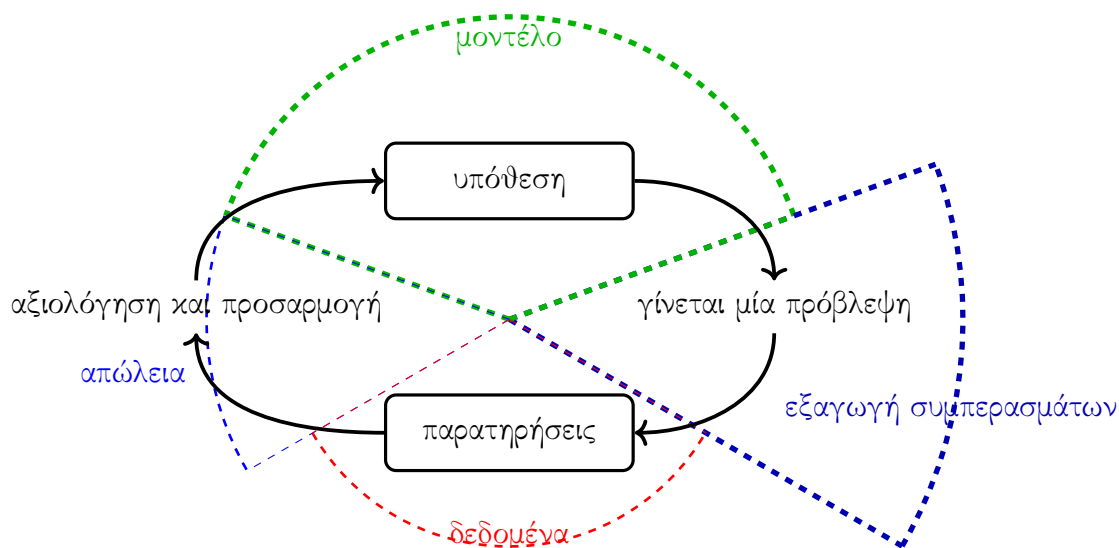 μοντέλο
υπόθεση
αξιολόγηση και προσαρμογή
γίνεται μία πρόβλεψη
απώλεια
εξαγωγή συμπερασμάτων
παρατηρήσεις
δεδομένα